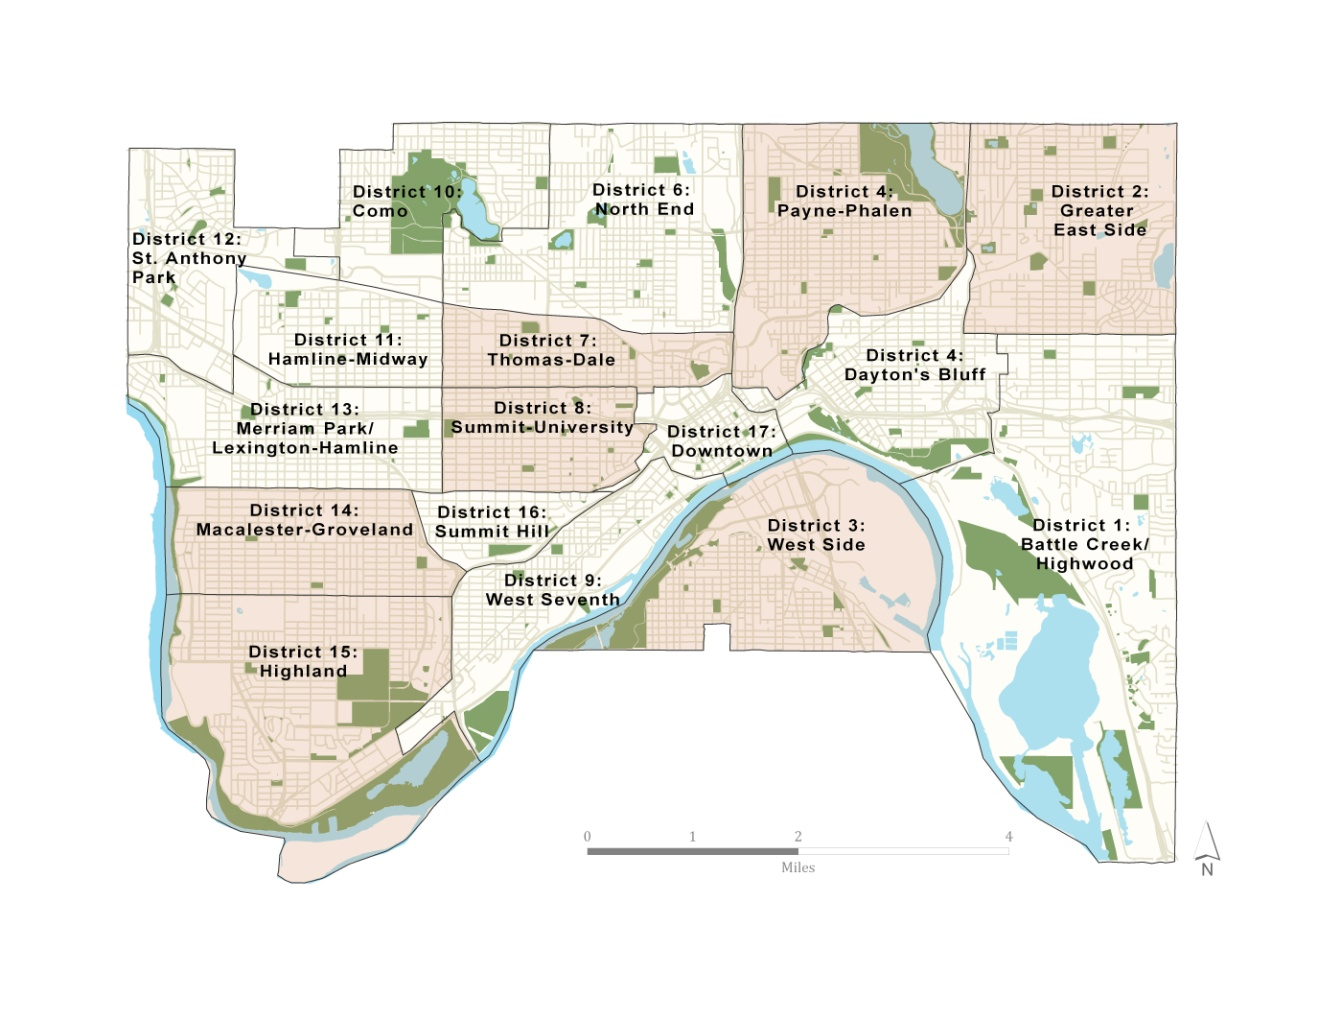 District 10:
Como
District 6:
North End
District 4:
Payne-Phalen
District 2:
Greater
East Side
District 12:
St. Anthony
Park
District 11:
Hamline-Midway
District 7:
Thomas-Dale
District 4:
Dayton's Bluff
District 13:
Merriam Park/
Lexington-Hamline
District 8:
Summit-University
District 17:
Downtown
District 14:
Macalester-Groveland
District 16:
Summit Hill
District 3:
West Side
District 1:
Battle Creek/
Highwood
District 9:
West Seventh
District 15:
Highland
0 1 2 4
Miles
N